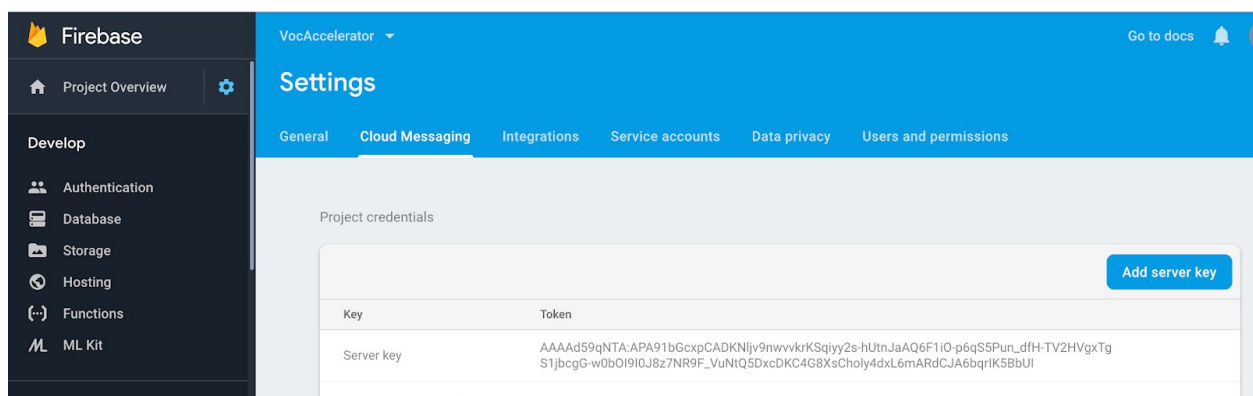 Firebase
VocAccelerator
Go to docs
Project Overview
Settings
General Cloud Messaging Integrations Service accounts Data privacy Users and permissions
Develop
Authentication
Database
Storage
Hosting
Functions
ML Kit
Project credentials
Add server key
Key Token
Server key
AAAAd59qNTA:APA91bGcxpCADKNljv9nwvvkrKSqiyy2s-hUtnJaAQ6F1iO-p6qS5Pun_dfH-TV2HVgxTg
S1jbcgG-w0bOI9I0J8z7NR9F_VuNtQ5DxcDKC4G8XsCholy4dxL6mARdCJA6bqrIK5BbUI